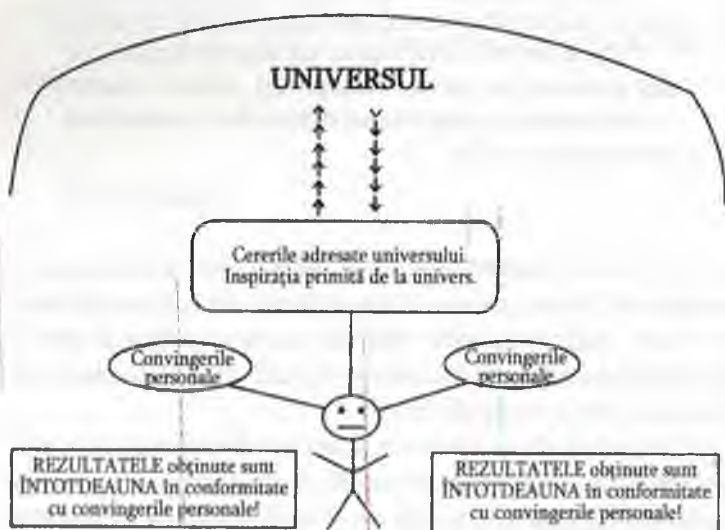 UNIVERSUL
Cererile adresate universului.
Inspirația primită de la univers.
Convingerile
personale
Convingerile
personale
REZULTATELE obținute sunt
ÎNTOTDEAUNA în conformitate
cu convingerile personale!
REZULTATELE obținute sunt
ÎNTOTDEAUNA în conformitate
cu convingerile personale!